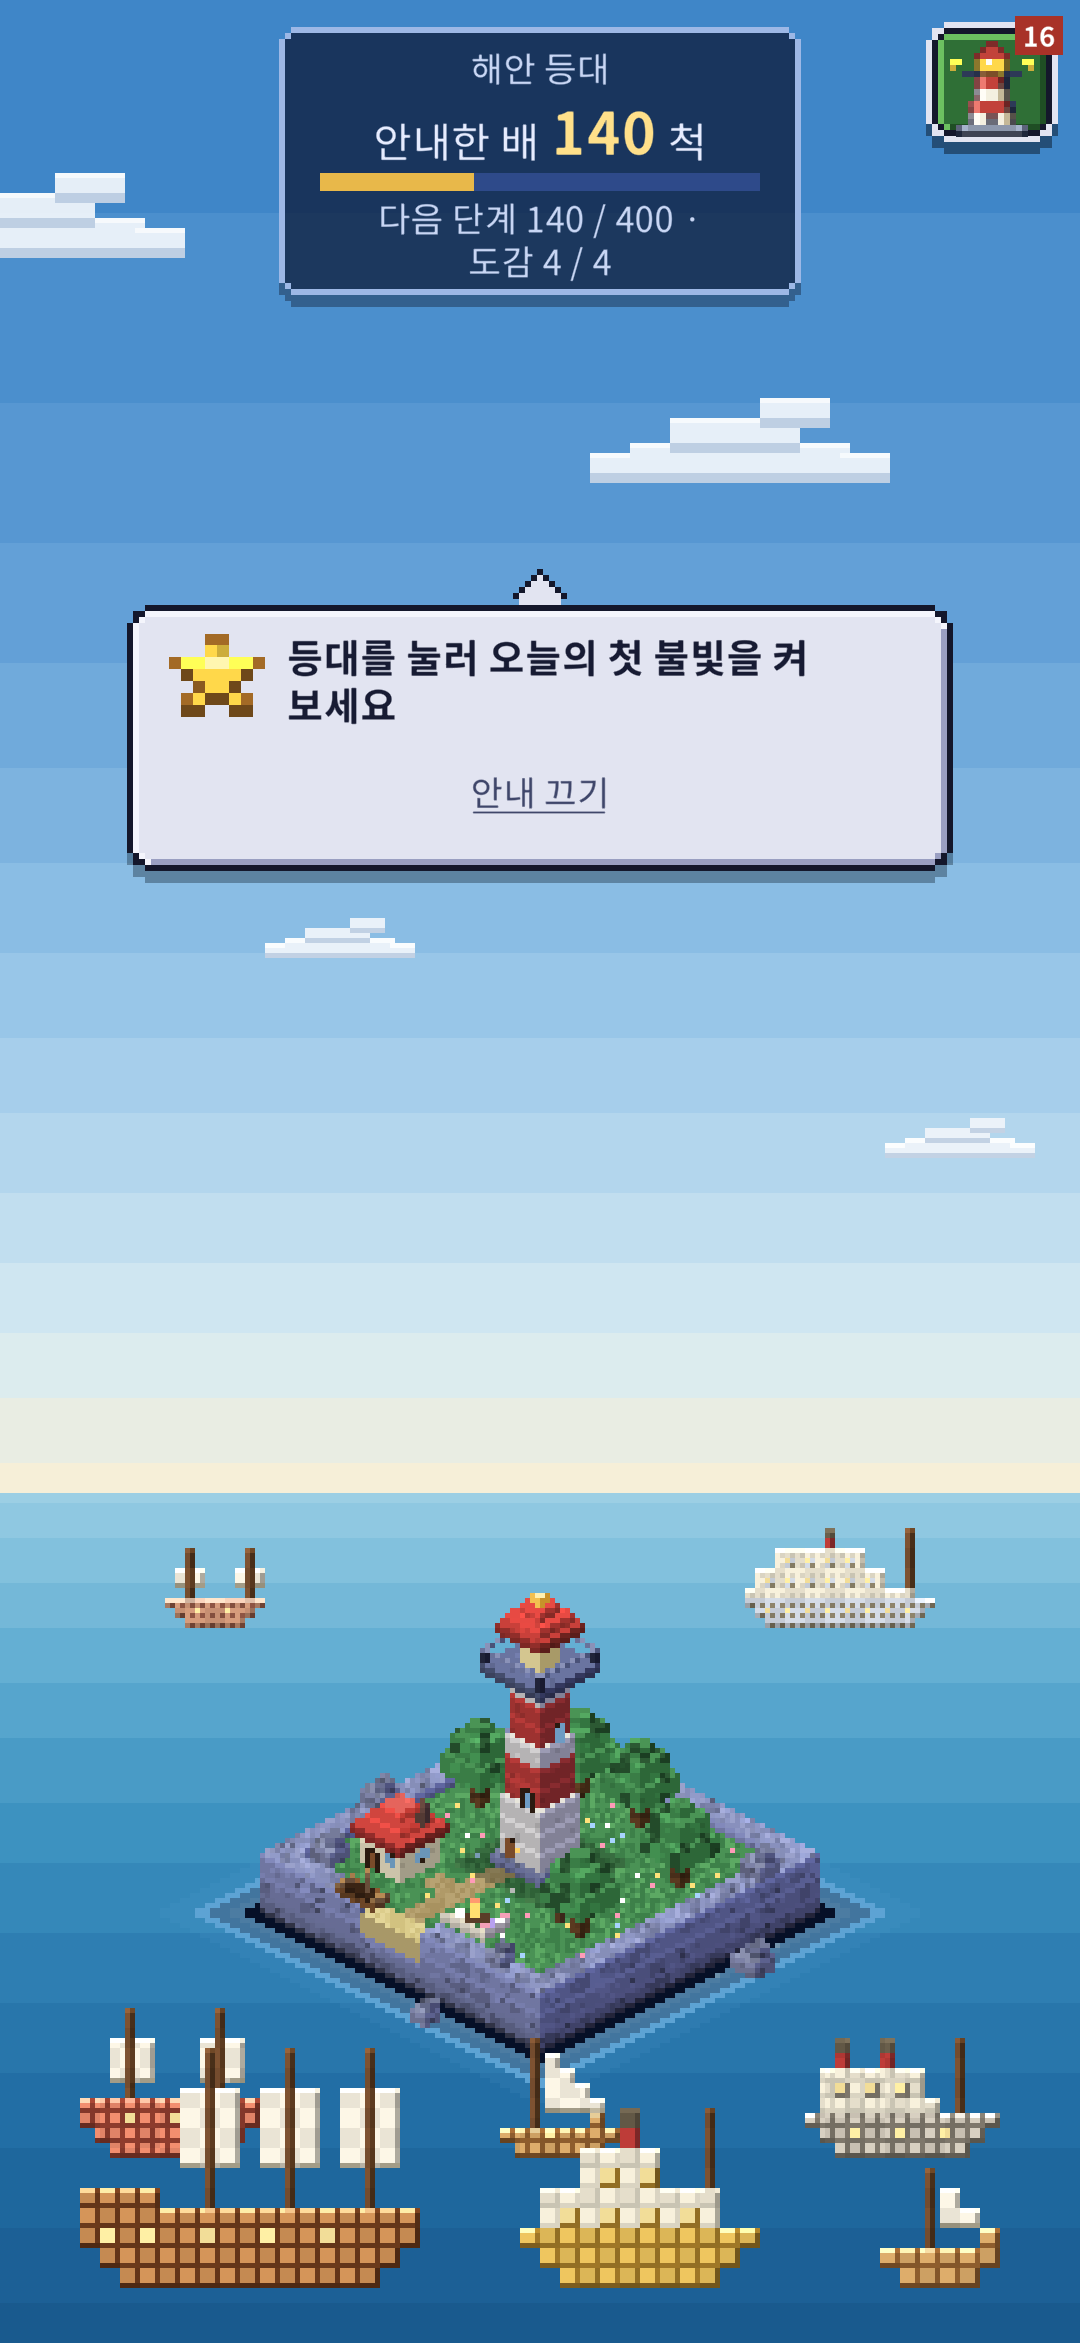 해안 등대
16
안내한 배 140 척
다음 단계 140 / 400 ·
도감 4 / 4
등대를 눌러 오늘의 첫 불빛을 켜
보세요
안내 끄기